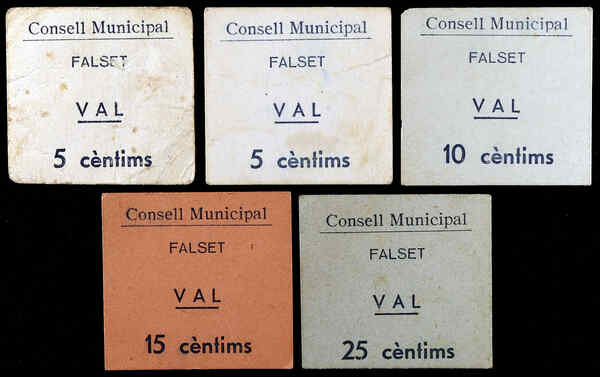 Consell Municipal
FALSET
VAL
5 cèntims
Consell Municipal
FALSET
VAL
5 cèntims
Consell Municipal
FALSET
VAL
10 cèntims
Consell Municipal
FALSET
VAL
15 cèntims
Consell Municipal
FALSET
VAL
25 cèntims